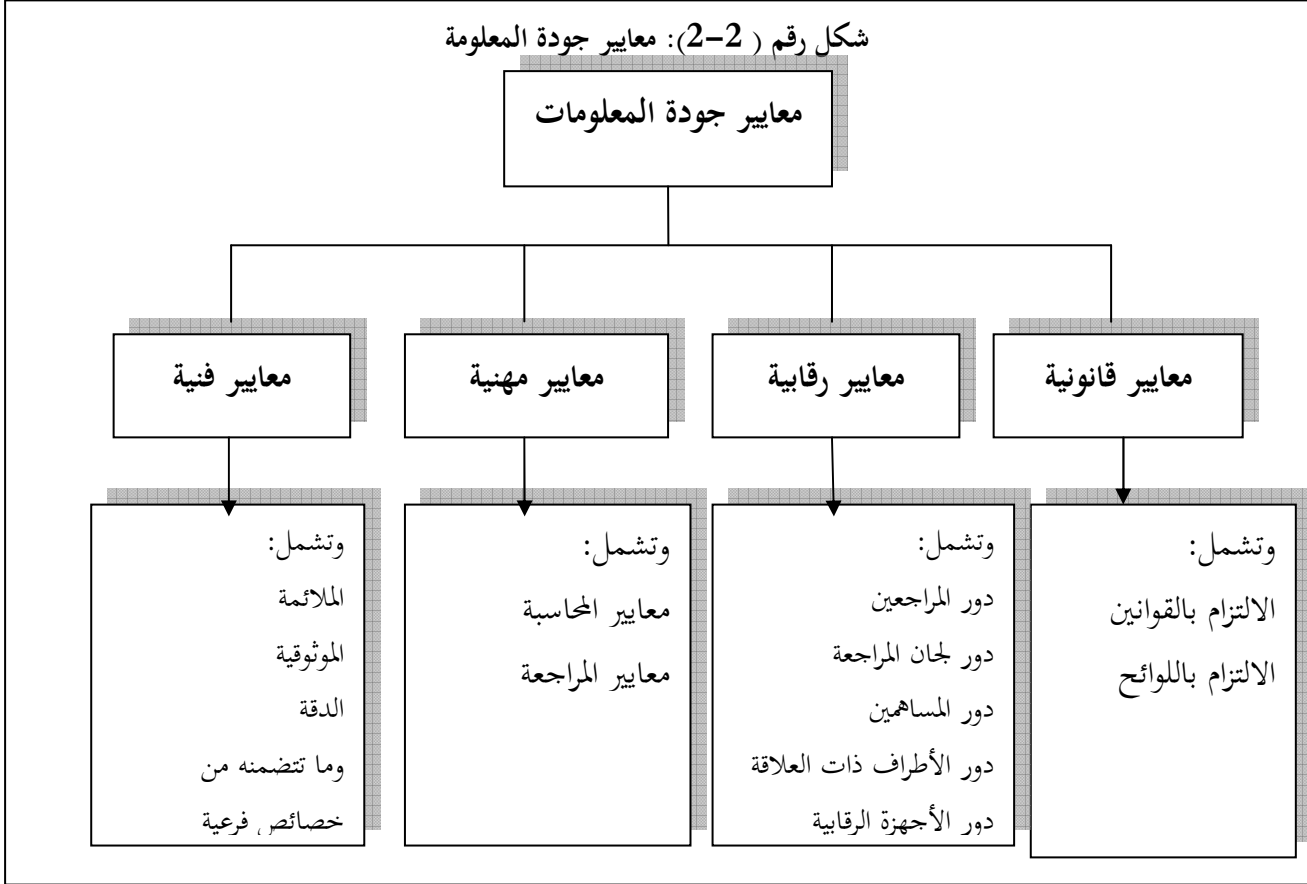 شكل رقم ( 2-2): معايير جودة المعلومة
معايير جودة المعلومات
معايير قانونية
معايير رقابية
معايير مهنية
معايير فنية
وتشمل:
الالتزام بالقوانين
الالتزام باللوائح
وتشمل:
دور المراجعين
دور لجان المراجعة
دور المساهمين
دور الأطراف ذات العلاقة
دور الأجهزة الرقابية
وتشمل:
معايير المحاسبة
معايير المراجعة
وتشمل:
الملائمة
الموثوقية
الدقة
وما تتضمنه من
خصائص فرعية